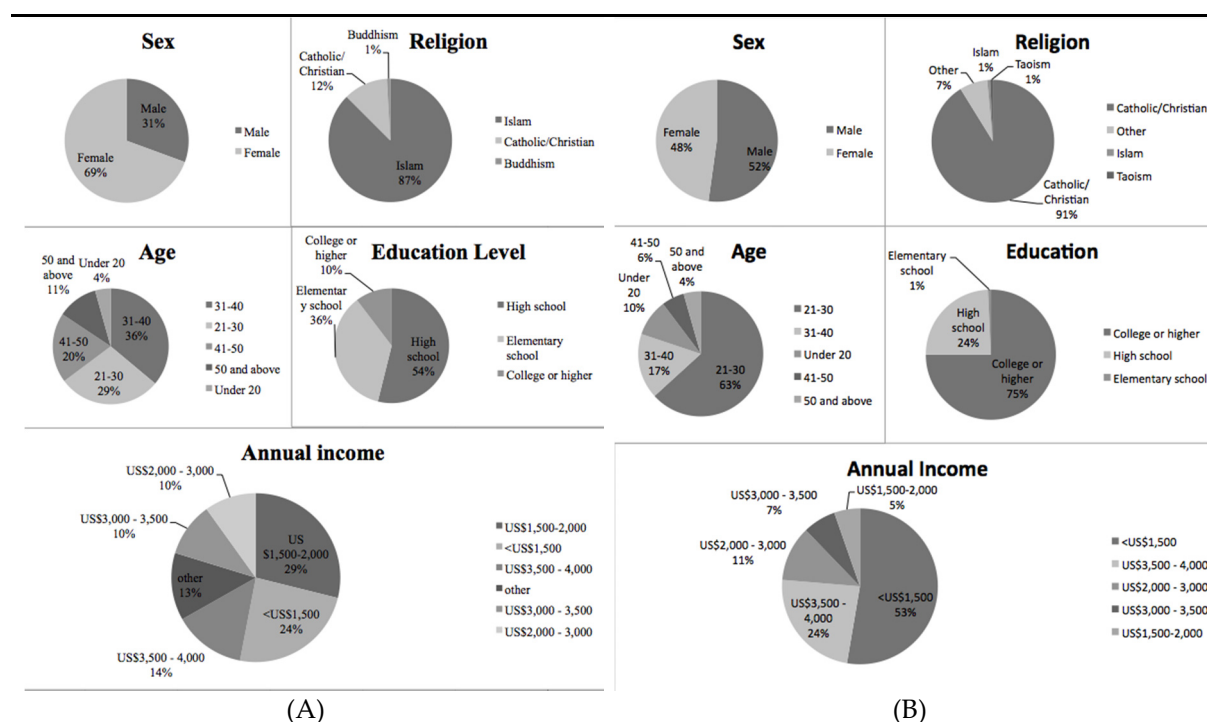 Sex
Male
31%
Female
69%
Male
Female
Religion
Buddhism
1%
Catholic/
Christian
12%
Islam
87%
Islam
Catholic/Christian
Buddhism
Age
50 and
above
11%
Under 20
4%
31-40
36%
41-50
20%
21-30
29%
31-40
21-30
41-50
50 and above
Under 20
Education Level
College or
higher
10%
Elementar
y school
36%
High
school
54%
High school
Elementary
school
College or higher
Annual income
US$2,000 - 3,000
10%
US$3,000 - 3,500
10%
US
$1,500-2,000
29%
other
13%
<US$1,500
24%
US$3,500 - 4,000
14%
US$1,500-2,000
<US$1,500
US$3,500 - 4,000
other
US$3,000 - 3,500
US$2,000 - 3,000
(A)
Sex
Female
48%
Male
52%
Male
Female
Religion
Islam
1%
Taoism
1%
Other
7%
Catholic/
Christian
91%
Catholic/Christian
Other
Islam
Taoism
Age
41-50
6%
50 and
above
4%
Under
20
10%
31-40
17%
21-30
63%
21-30
31-40
Under 20
41-50
50 and above
Education
Elementary
school
1%
High
school
24%
College or
higher
75%
College or higher
High school
Elementary school
Annual Income
US$3,000 - 3,500
7%
US$1,500-2,000
5%
US$2,000 - 3,000
11%
US$3,500 -
4,000
24%
<US$1,500
53%
<US$1,500
US$3,500 - 4,000
US$2,000 - 3,000
US$3,000 - 3,500
US$1,500-2,000
(B)